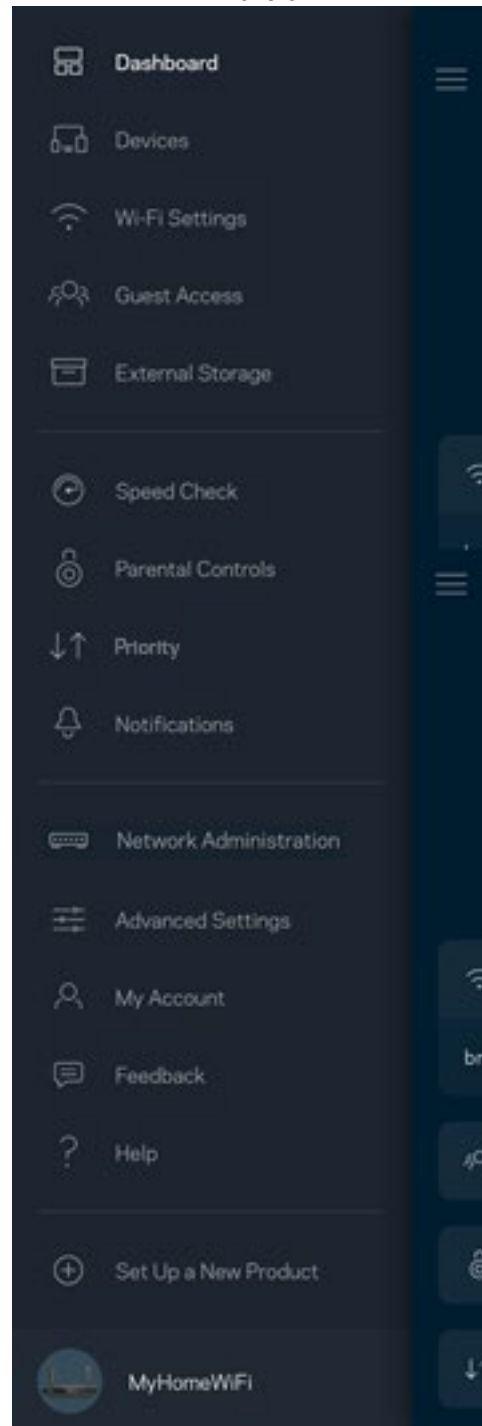 Dashboard
Devices
Wi-Fi Settings
Guest Access
External Storage
Speed Check
Parental Controls
Priority
Notifications
Network Administration
Advanced Settings
My Account
Feedback
br
Help
Set Up a New Product
MyHomeWiFi